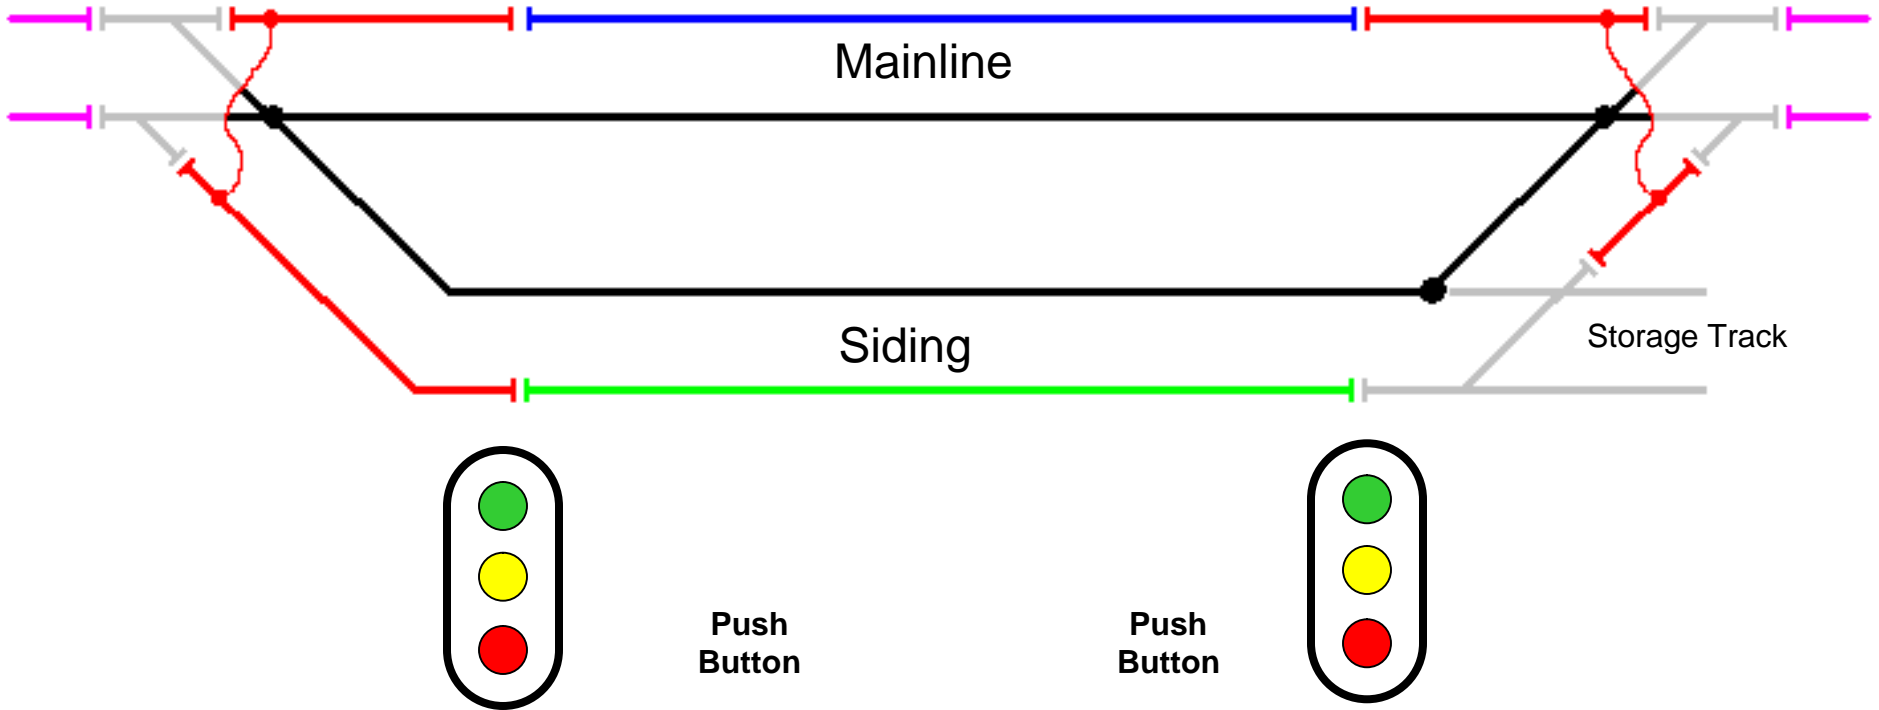 Mainline
Siding
Storage Track
Push
Button
Push
Button